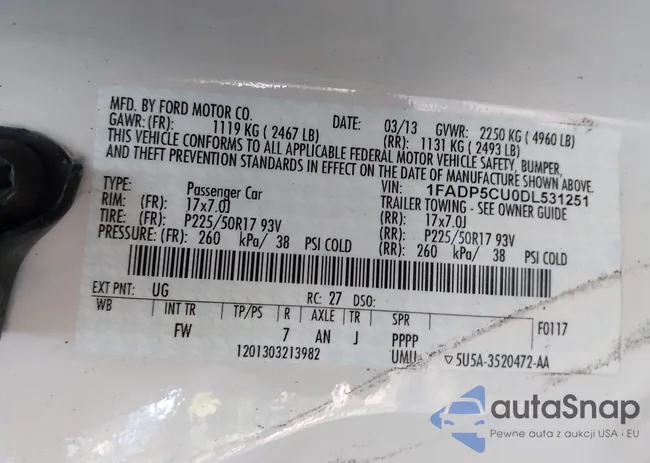 MFD. BY FORD MOTOR CO. DATE: 03/13 GVWR: 2250 KG ( 4960 LB)
GAWR: (FR): 1119 KG ( 2467 LB) (RR): 1131 KG ( 2493 LB)
THIS VEHICLE CONFORMS TO ALL APPLICABLE FEDERAL MOTOR VEHICLE SAFETY, BUMPER,
AND THEFT PREVENTION STANDARDS IN EFFECT ON THE DATE OF MANUFACTURE SHOWN ABOVE.
VIN: 1FADP5CU0DL531251
TYPE: Passenger Car TRAILER TOWING - SEE OWNER GUIDE
RIM: (FR): 17x7.0J (RR): 17x7.0J
TIRE: (FR): P225/50R17 93V (RR): P225/50R17 93V
PRESSURE: (FR): 260 kPa/ 38 PSI COLD (RR): 260 kPa/ 38 PSI COLD
EXT PNT: UG RC: 27 DSO:
WB INT TR TP/PS R AXLE TR SPR F0117
FW 7 AN J PPPP
1201303213982 UMU 5U5A-3520472-AA
autaSnap
Pewne auta z aukcji USA i EU